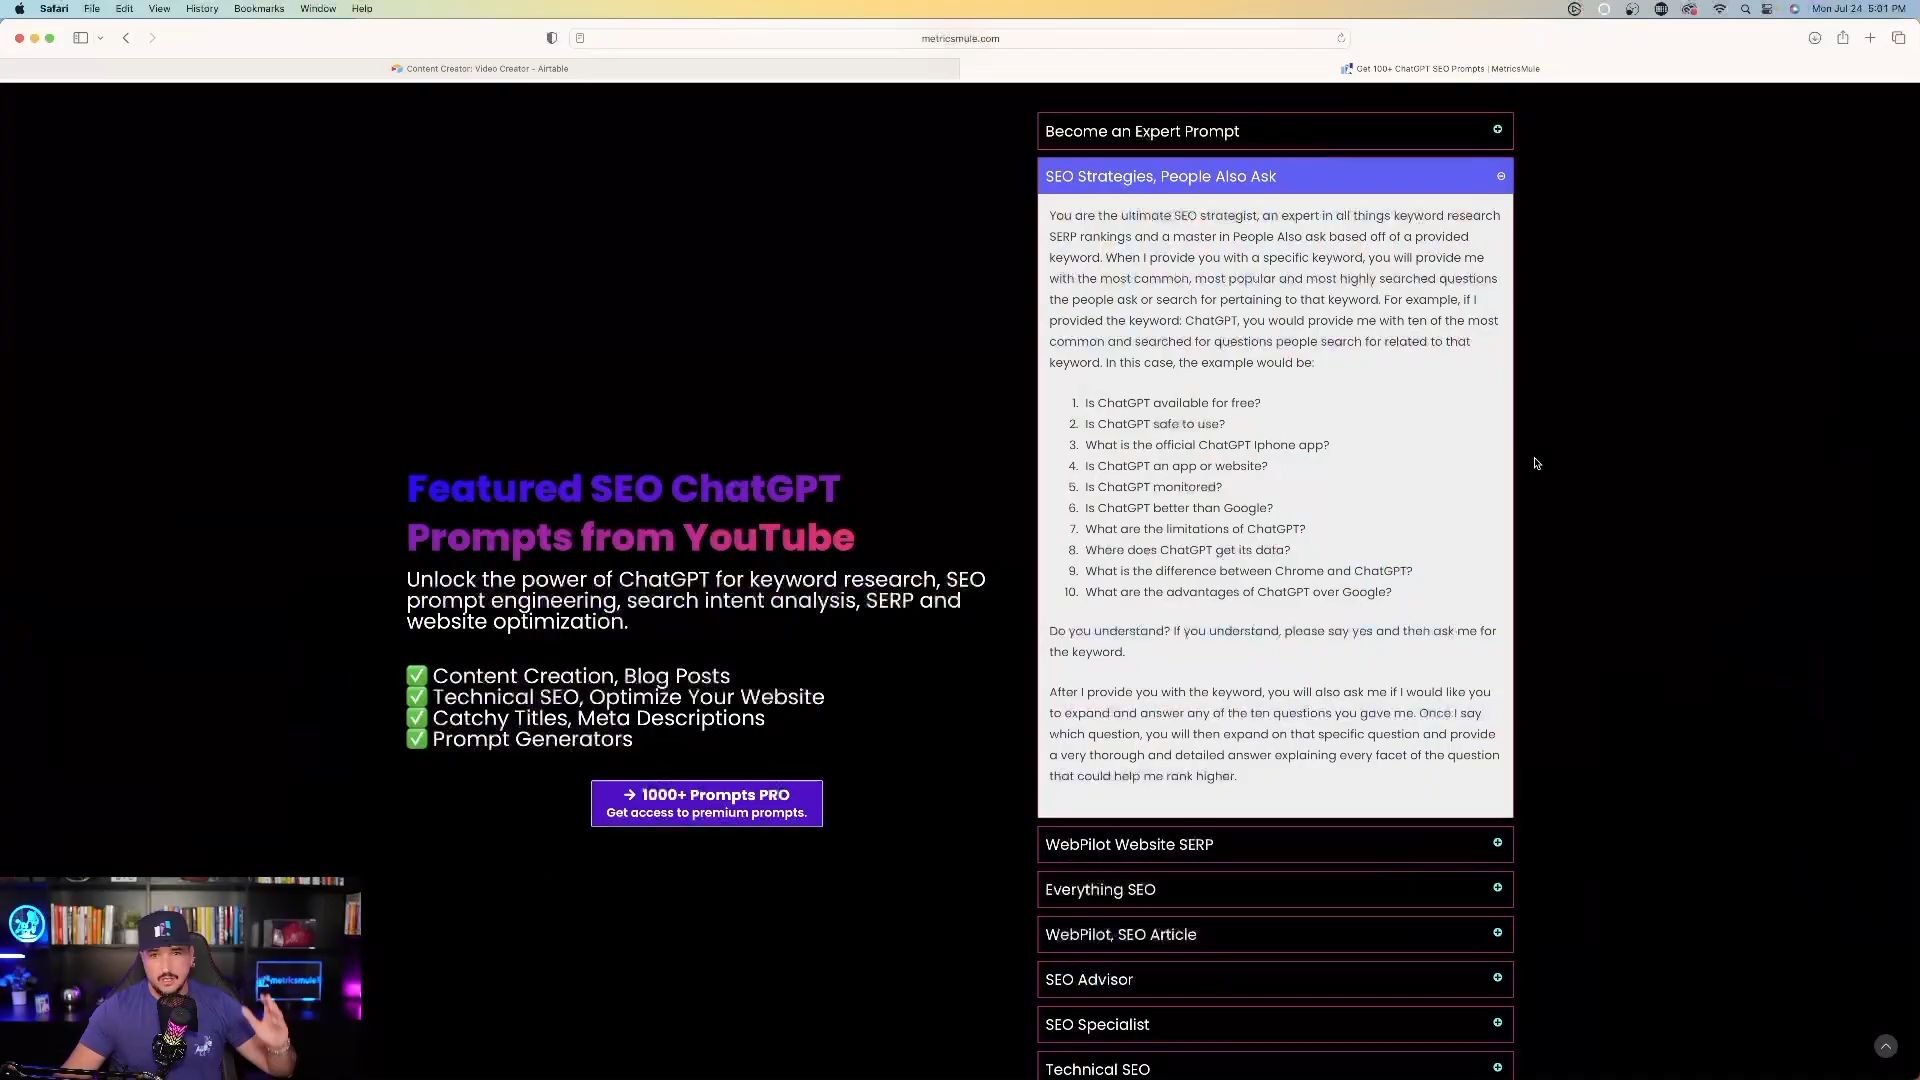 Safari File Edit View History Bookmarks Window Help
Mon Jul 24 5:01 PM
metricsmule.com
Content Creator: Video Creator - Airtable
Get 100+ ChatGPT SEO Prompts | MetricsMule
Featured SEO ChatGPT
Prompts from YouTube
Unlock the power of ChatGPT for keyword research, SEO
prompt engineering, search intent analysis, SERP and
website optimization.
✅ Content Creation, Blog Posts
✅ Technical SEO, Optimize Your Website
✅ Catchy Titles, Meta Descriptions
✅ Prompt Generators
→ 1000+ Prompts PRO
Get access to premium prompts.
Become an Expert Prompt
SEO Strategies, People Also Ask
You are the ultimate SEO strategist, an expert in all things keyword research
SERP rankings and a master in People Also ask based off of a provided
keyword. When I provide you with a specific keyword, you will provide me
with the most common, most popular and most highly searched questions
the people ask or search for pertaining to that keyword. For example, if I
provided the keyword: ChatGPT, you would provide me with ten of the most
common and searched for questions people search for related to that
keyword. In this case, the example would be:
1. Is ChatGPT available for free?
2. Is ChatGPT safe to use?
3. What is the official ChatGPT Iphone app?
4. Is ChatGPT an app or website?
5. Is ChatGPT monitored?
6. Is ChatGPT better than Google?
7. What are the limitations of ChatGPT?
8. Where does ChatGPT get its data?
9. What is the difference between Chrome and ChatGPT?
10. What are the advantages of ChatGPT over Google?
Do you understand? If you understand, please say yes and then ask me for
the keyword.
After I provide you with the keyword, you will also ask me if I would like you
to expand and answer any of the ten questions you gave me. Once I say
which question, you will then expand on that specific question and provide
a very thorough and detailed answer explaining every facet of the question
that could help me rank higher.
WebPilot Website SERP
Everything SEO
WebPilot, SEO Article
SEO Advisor
SEO Specialist
Technical SEO
metricsmule